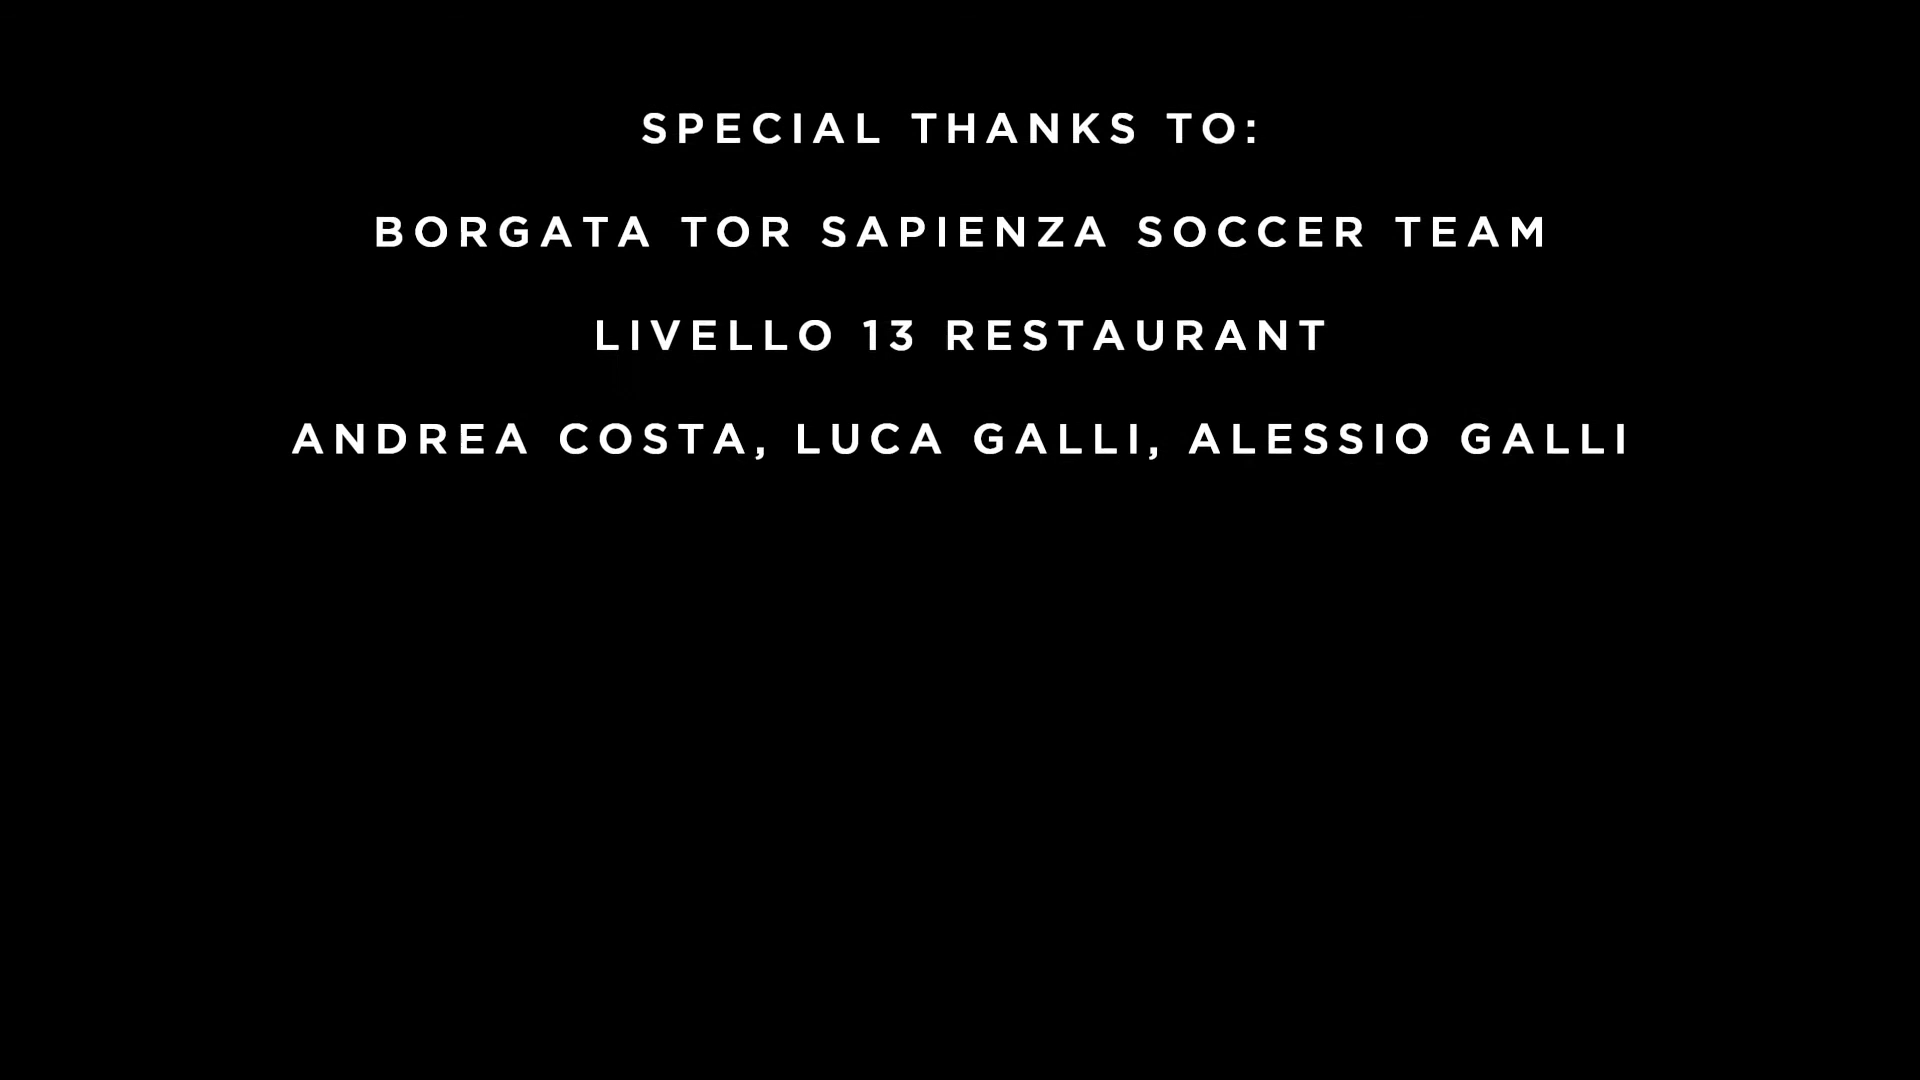 SPECIAL THANKS TO:
BORGATA TOR SAPIENZA SOCCER TEAM
LIVELLO 13 RESTAURANT
ANDREA COSTA, LUCA GALLI, ALESSIO GALLI